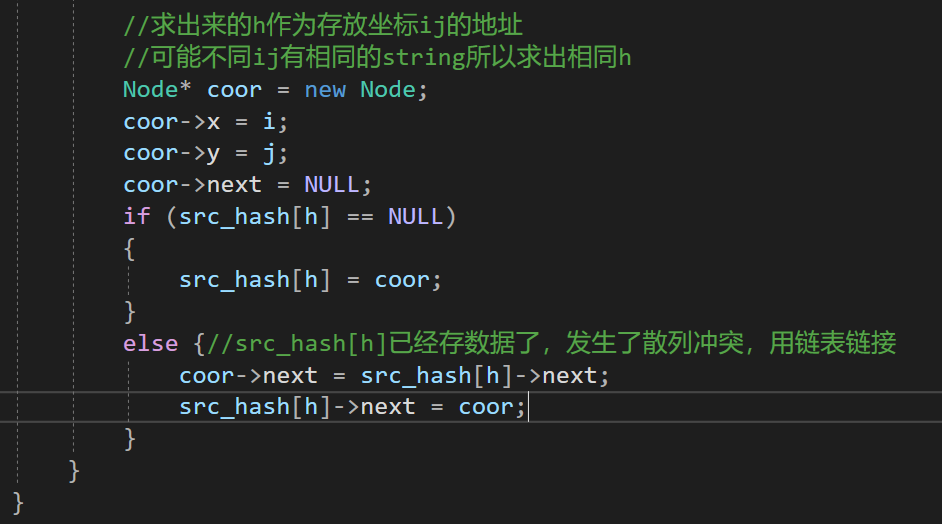 //求出来的h作为存放坐标ij的地址
//可能不同ij有相同的string所以求出相同h
Node* coor = new Node;
coor->x = i;
coor->y = j;
coor->next = NULL;
if (src_hash[h] == NULL)
{
src_hash[h] = coor;
}
else {//src_hash[h]已经存数据了，发生了散列冲突，用链表链接
coor->next = src_hash[h]->next;
src_hash[h]->next = coor;
}
}
}